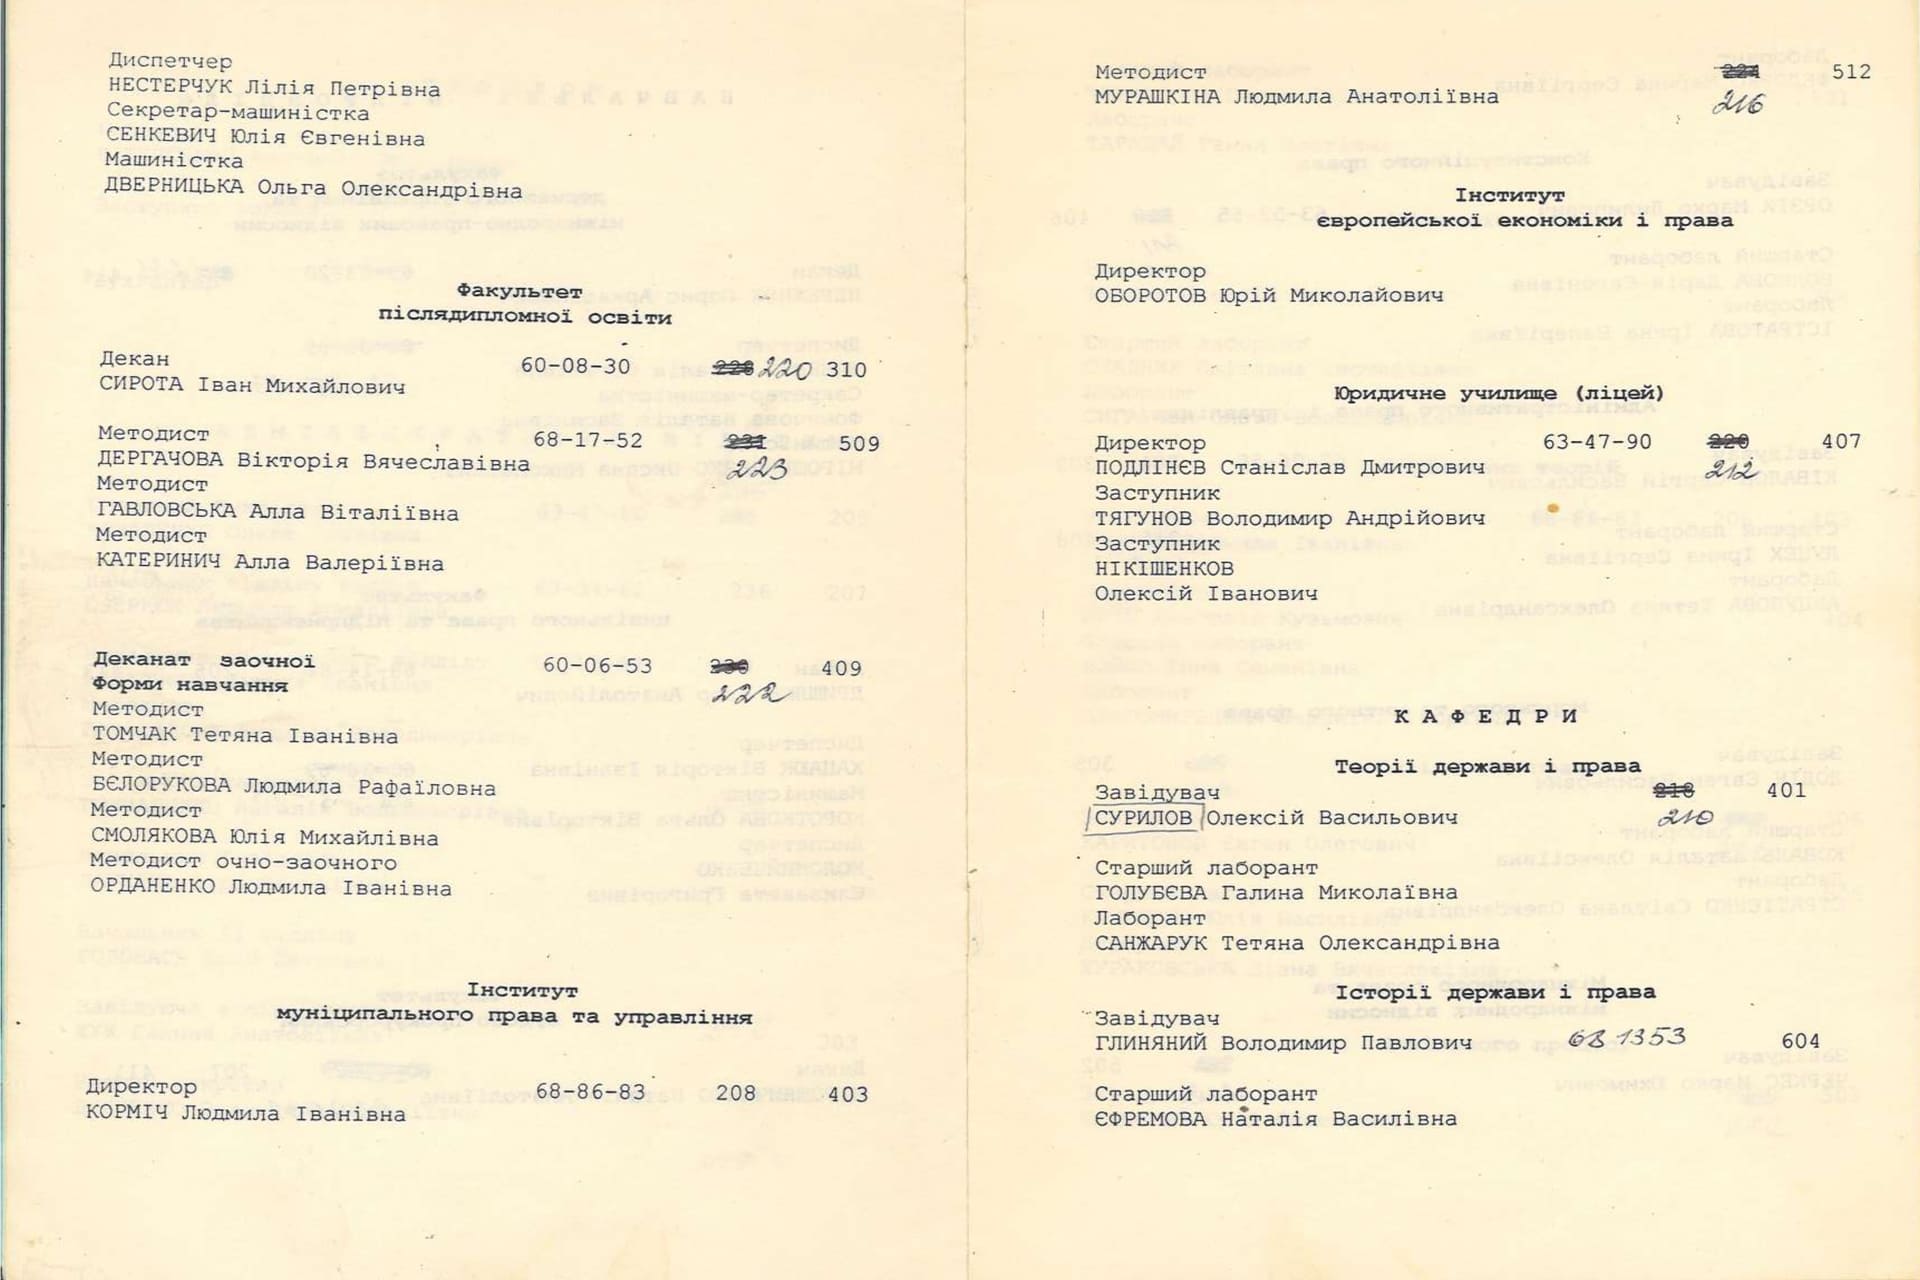 Диспетчер
НЕСТЕРЧУК Лілія Петрівна
Секретар-машиністка
СЕНКЕВИЧ Юлія Євгенівна
Машиністка
ДВЕРНИЦЬКА Ольга Олександрівна
Факультет
післядипломної освіти
Декан 60-08-30 228 220 310
СИРОТА Іван Михайлович
Методист 68-17-52 221 509
ДЕРГАЧОВА Вікторія Вячеславівна 223
Методист
ГАВЛОВСЬКА Алла Віталіївна
Методист
КАТЕРИНИЧ Алла Валеріївна
Деканат заочної 60-06-53 230 409
Форми навчання 222
Методист
ТОМЧАК Тетяна Іванівна
Методист
БЄЛОРУКОВА Людмила Рафаїловна
Методист
СМОЛЯКОВА Юлія Михайлівна
Методист очно-заочного
ОРДАНЕНКО Людмила Іванівна
Інститут
муніципального права та управління
Директор 68-86-83 208 403
КОРМІЧ Людмила Іванівна
Методист 224 512
МУРАШКІНА Людмила Анатоліївна 216
Інститут
європейської економіки і права
Директор
ОБОРОТОВ Юрій Миколайович
Юридичне училище (ліцей)
Директор 63-47-90 220 407
ПОДЛІНЄВ Станіслав Дмитрович 212
Заступник
ТЯГУНОВ Володимир Андрійович
Заступник
НІКІШЕНКОВ
Олексій Іванович
КАФЕДРИ
Теорії держави і права
Завідувач 218 401
СУРИЛОВ Олексій Васильович 210
Старший лаборант
ГОЛУБЄВА Галина Миколаївна
Лаборант
САНЖАРУК Тетяна Олександрівна
Історії держави і права
Завідувач
ГЛИНЯНИЙ Володимир Павлович 681353 604
Старший лаборант
ЄФРЕМОВА Наталія Василівна